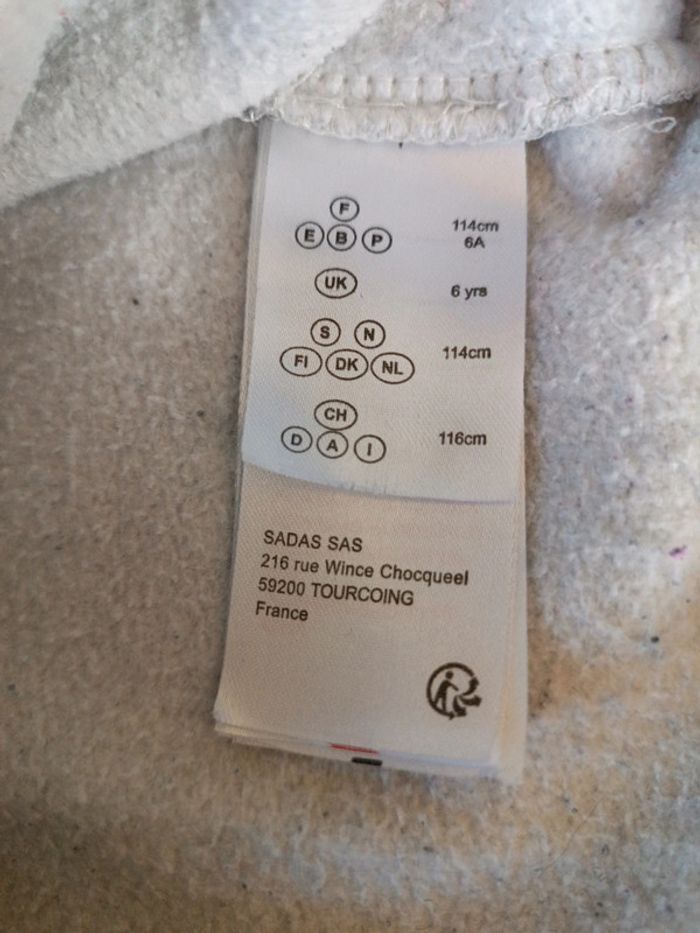 F
E B P
114cm
6A
UK
6 yrs
S N
FI DK NL
114cm
CH
D A I
116cm
SADAS SAS
216 rue Wince Chocqueel
59200 TOURCOING
France